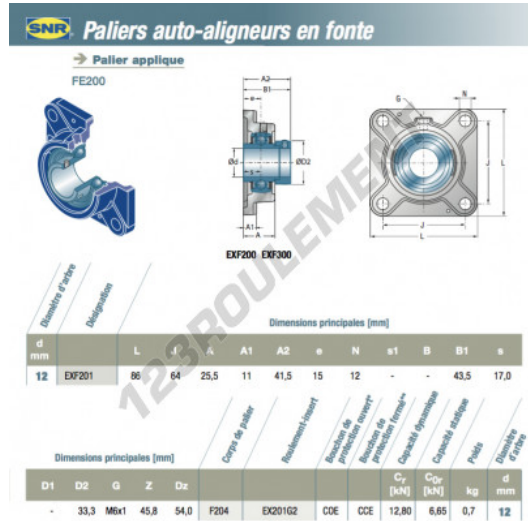 SNR Paliers auto-aligneurs en fonte
Palier applique
FE200
A2
B1
e
G
N
Ød
s
ØD2
J
L
A1
A
J
L
EXF200 EXF300
123ROULEMENT
Diamètre d'arbre
Désignation
Dimensions principales [mm]
d mm L J A A1 A2 e N s1 B B1 s
12 EXF201 86 64 25,5 11 41,5 15 12 - - 43,5 17,0
Dimensions principales [mm]
Corps de palier
Roulement-insert
Bouchon de protection ouvert*
Bouchon de protection fermé**
Capacité dynamique
Capacité statique
Poids
Diamètre d'arbre
D1 D2 G Z Dz Cr [kN] C0r [kN] kg d mm
- 33,3 M6x1 45,8 54,0 F204 EX201G2 COE CCE 12,80 6,65 0,7 12